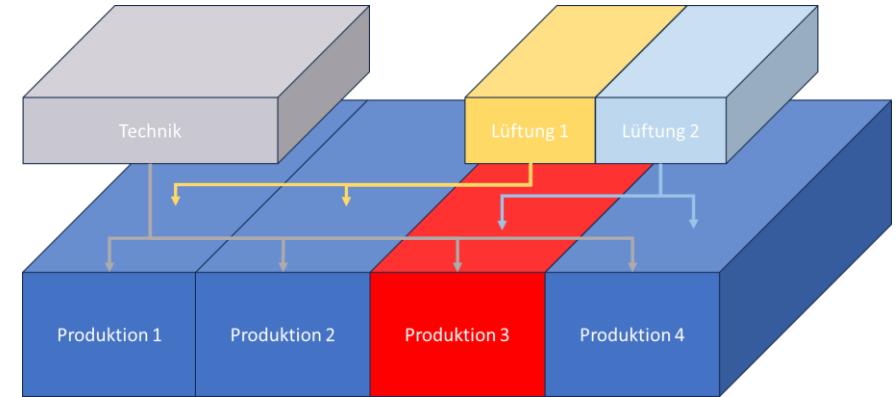 Technik
Lüftung 1
Lüftung 2
Produktion 1
Produktion 2
Produktion 3
Produktion 4